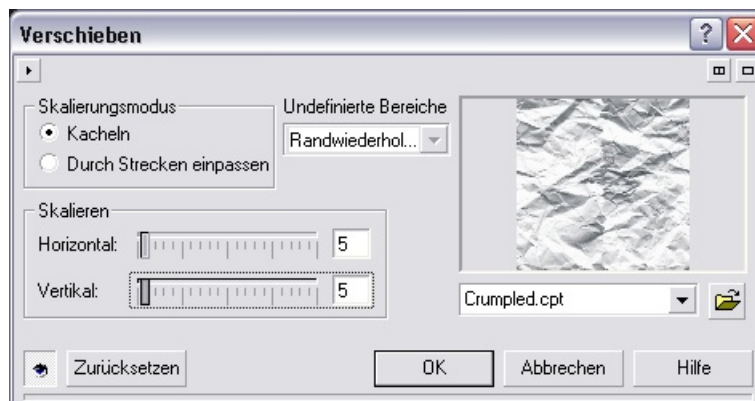 Verschieben
Skalierungsmodus
Kacheln
Durch Strecken einpassen
Undefinierte Bereiche
Randwiederhol...
Skalieren
Horizontal: 5
Vertikal: 5
Crumpled.cpt
Zurücksetzen
OK
Abbrechen
Hilfe